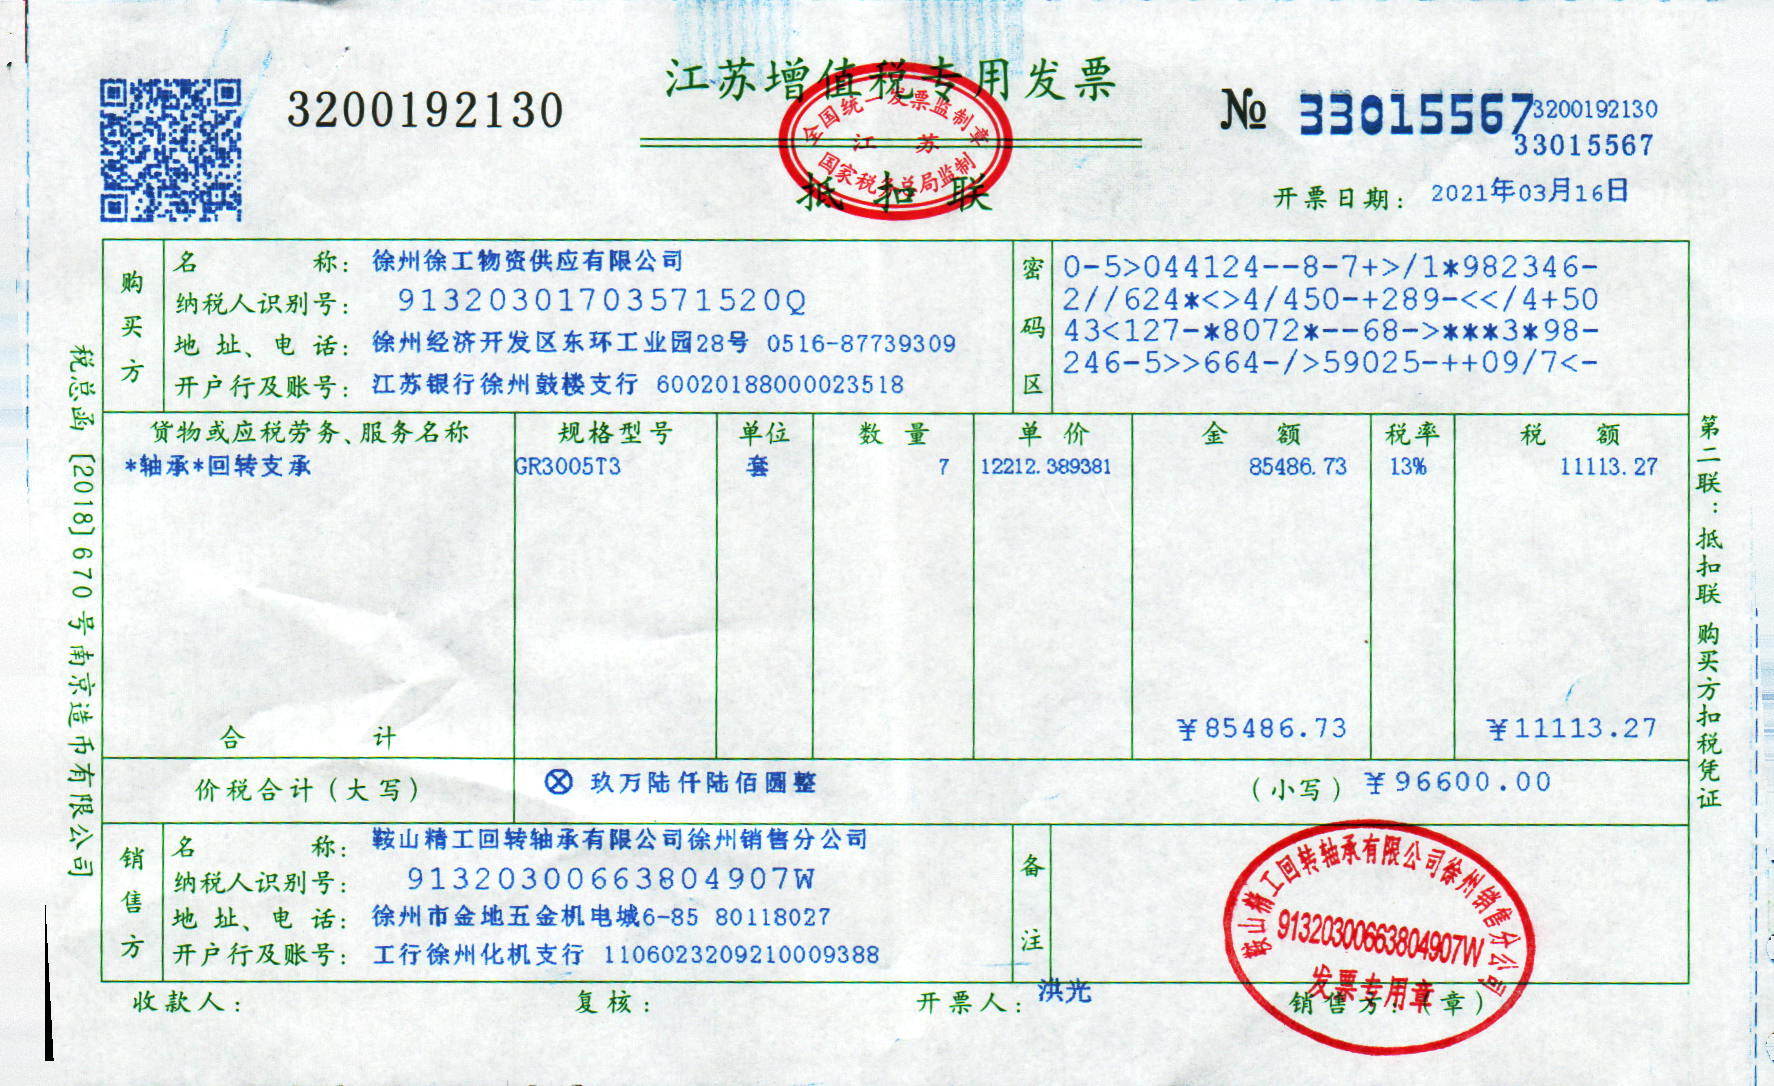 3200192130
江苏增值税专用发票
全国统一发票监制章
江 苏
国家税务总局监制
抵 扣 联
№ 33015567
3200192130
33015567
开票日期: 2021年03月16日
购买方
名 称: 徐州徐工物资供应有限公司
纳税人识别号: 91320301703571520Q
地 址、电 话: 徐州经济开发区东环工业园28号 0516-87739309
开户行及账号: 江苏银行徐州鼓楼支行 60020188000023518
密码区
0-5>044124--8-7+>/1*982346-
2//624*<>4/450-+289-<</4+50
43<127-*8072*--68->***3*98-
246-5>>664-/>59025-++09/7<-
货物或应税劳务、服务名称 规格型号 单位 数 量 单 价 金 额 税率 税 额
*轴承*回转支承 GR3005T3 套 7 12212.389381 85486.73 13% 11113.27
合 计 ¥85486.73 ¥11113.27
价税合计(大写) ⊗玖万陆仟陆佰圆整 (小写) ¥96600.00
销售方
名 称: 鞍山精工回转轴承有限公司徐州销售分公司
纳税人识别号: 91320300663804907W
地 址、电 话: 徐州市金地五金机电城6-85 80118027
开户行及账号: 工行徐州化机支行 1106023209210009388
备注
鞍山精工回转轴承有限公司徐州销售分公司
91320300663804907W
发票专用章
收款人: 复核: 开票人: 洪光 销售方:(章)
税总函[2018]670号南京造币有限公司
第二联:抵扣联 购买方扣税凭证